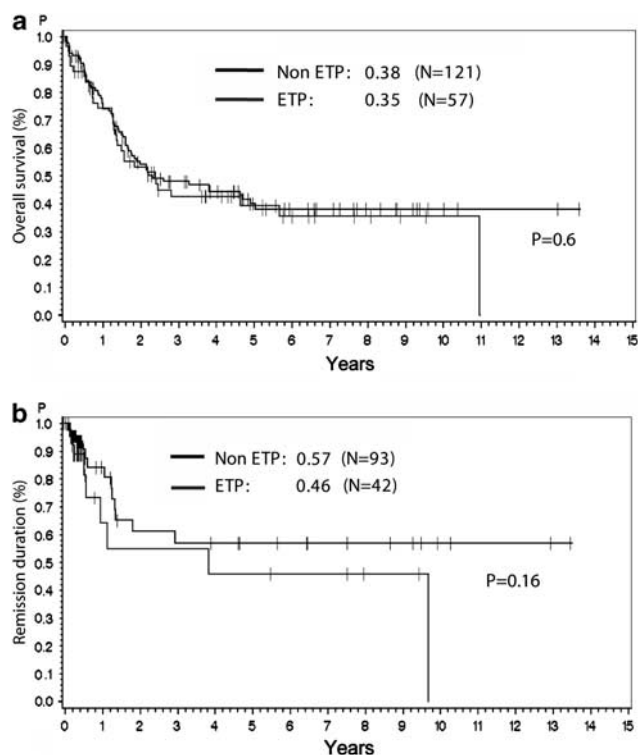 a
P
Overall survival (%)
1.0
0.9
0.8
0.7
0.6
0.5
0.4
0.3
0.2
0.1
0.0
Non ETP: 0.38 (N=121)
ETP: 0.35 (N=57)
P=0.6
0 1 2 3 4 5 6 7 8 9 10 11 12 13 14 15
Years
b
P
Remission duration (%)
1.0
0.9
0.8
0.7
0.6
0.5
0.4
0.3
0.2
0.1
0.0
Non ETP: 0.57 (N=93)
ETP: 0.46 (N=42)
P=0.16
0 1 2 3 4 5 6 7 8 9 10 11 12 13 14 15
Years